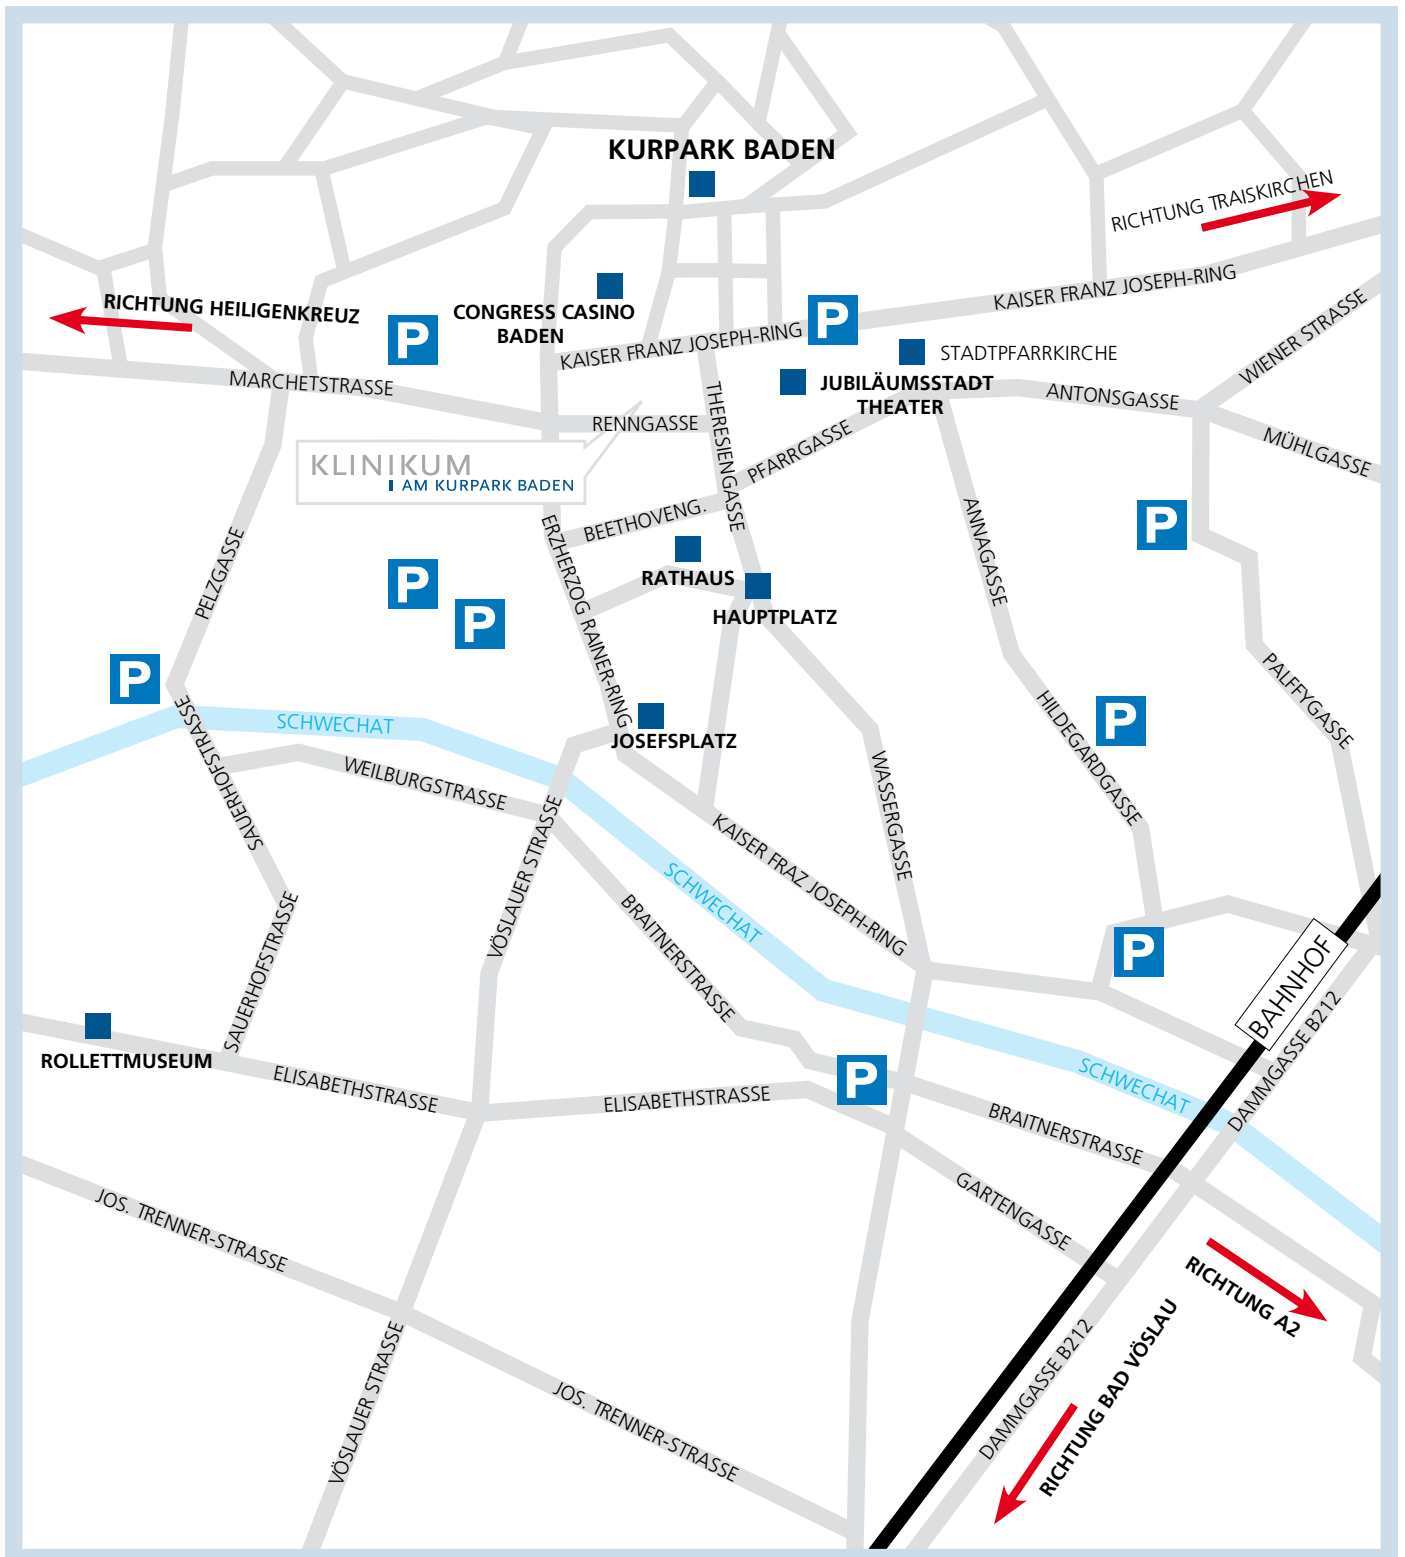 KURPARK BADEN
RICHTUNG TRAISKIRCHEN
KAISER FRANZ JOSEPH-RING
RICHTUNG HEILIGENKREUZ
CONGRESS CASINO
BADEN
P
P
KAISER FRANZ JOSEPH-RING
STADTPFARRKIRCHE
WIENER STRASSE
MARCHETSTRASSE
JUBILÄUMSSTADT
THEATER
ANTONSGASSE
RENNGASSE
THERESIENGASSE
PFARRGASSE
MÜHLGASSE
KLINIKUM
AM KURPARK BADEN
BEETHOVENG.
ANNAGASSE
P
PELZGASSE
ERZHERZOG RAINER-RING
RATHAUS
HAUPTPLATZ
P
P
P
PALFFYGASSE
HILDEGARDGASSE
P
SCHWECHAT
JOSEFSPLATZ
SAUERHOFSTRASSE
WEILBURGSTRASSE
WASSERGASSE
VÖSLAUER STRASSE
KAISER FRAZ JOSEPH-RING
SCHWECHAT
BRAITNERSTRASSE
SAUERHOFSTRASSE
P
BAHNHOF
DAMMGASSE B212
ROLLETTMUSEUM
ELISABETHSTRASSE
ELISABETHSTRASSE
P
SCHWECHAT
BRAITNERSTRASSE
GARTENGASSE
JOS. TRENNER-STRASSE
RICHTUNG A2
RICHTUNG BAD VÖSLAU
DAMMGASSE B212
VÖSLAUER STRASSE
JOS. TRENNER-STRASSE